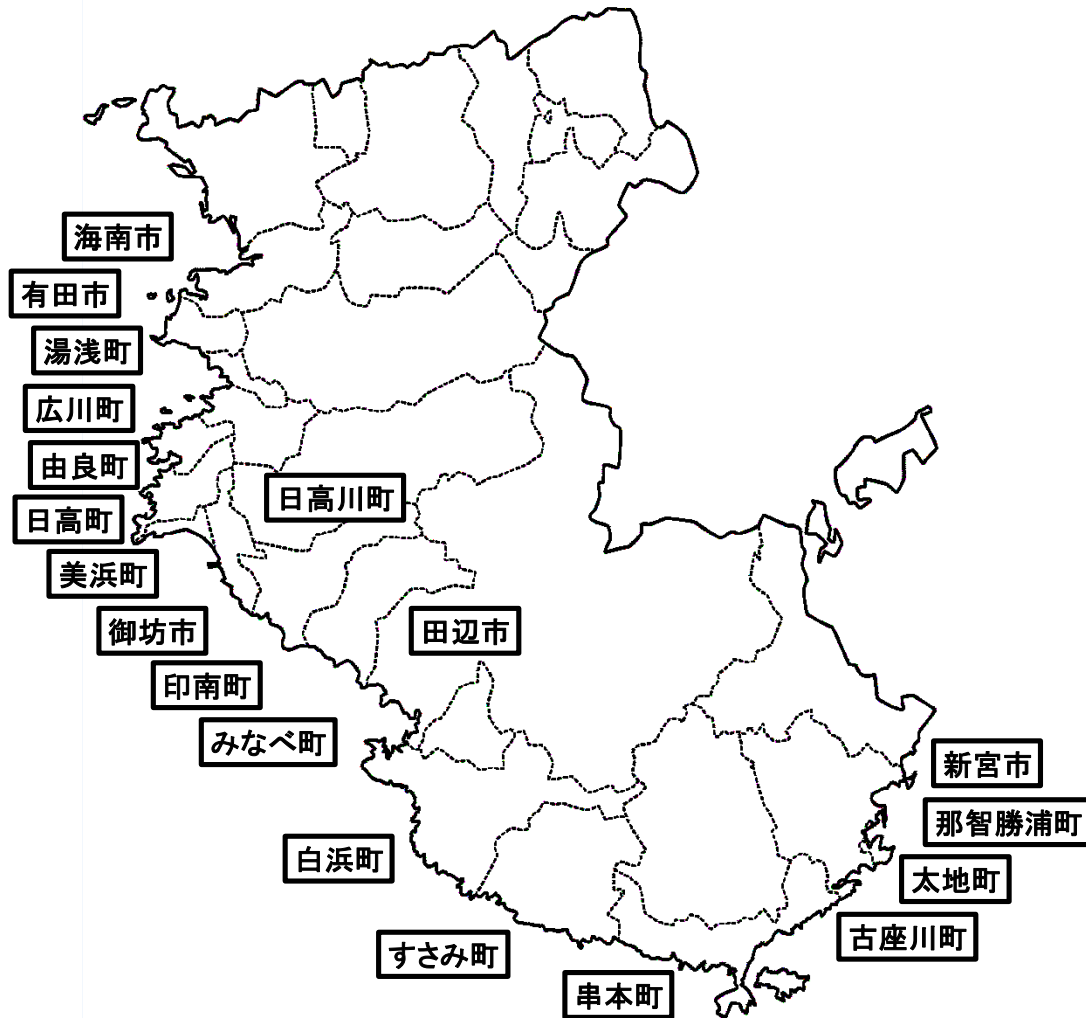 海南市
有田市
湯浅町
広川町
由良町
日高川町
日高町
美浜町
御坊市
田辺市
印南町
みなべ町
新宮市
那智勝浦町
白浜町
太地町
古座川町
すさみ町
串本町